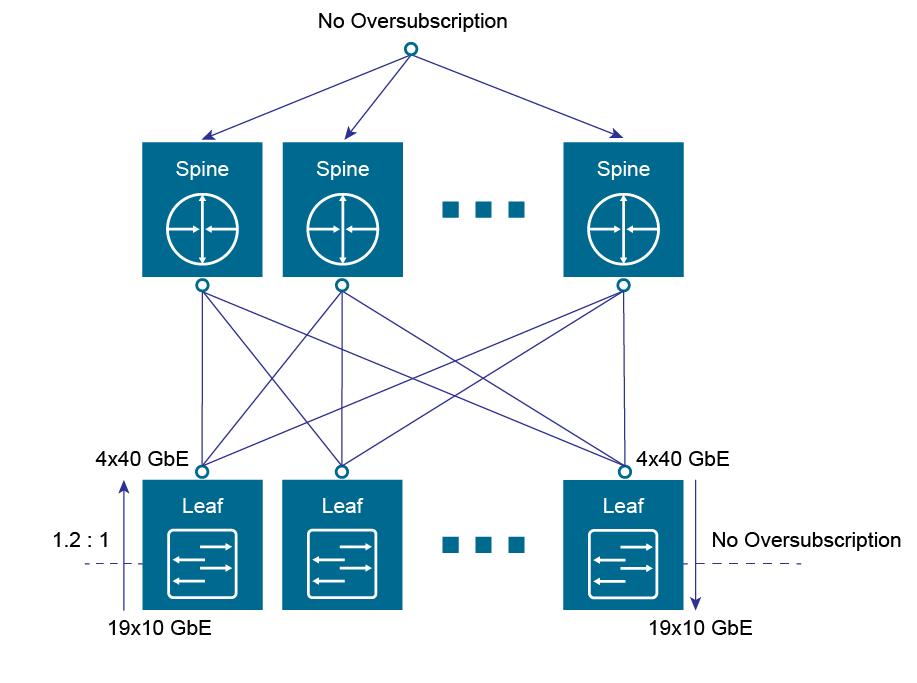 No Oversubscription
Spine
Spine
Spine
4x40 GbE
4x40 GbE
Leaf
Leaf
Leaf
1.2 : 1
No Oversubscription
19x10 GbE
19x10 GbE